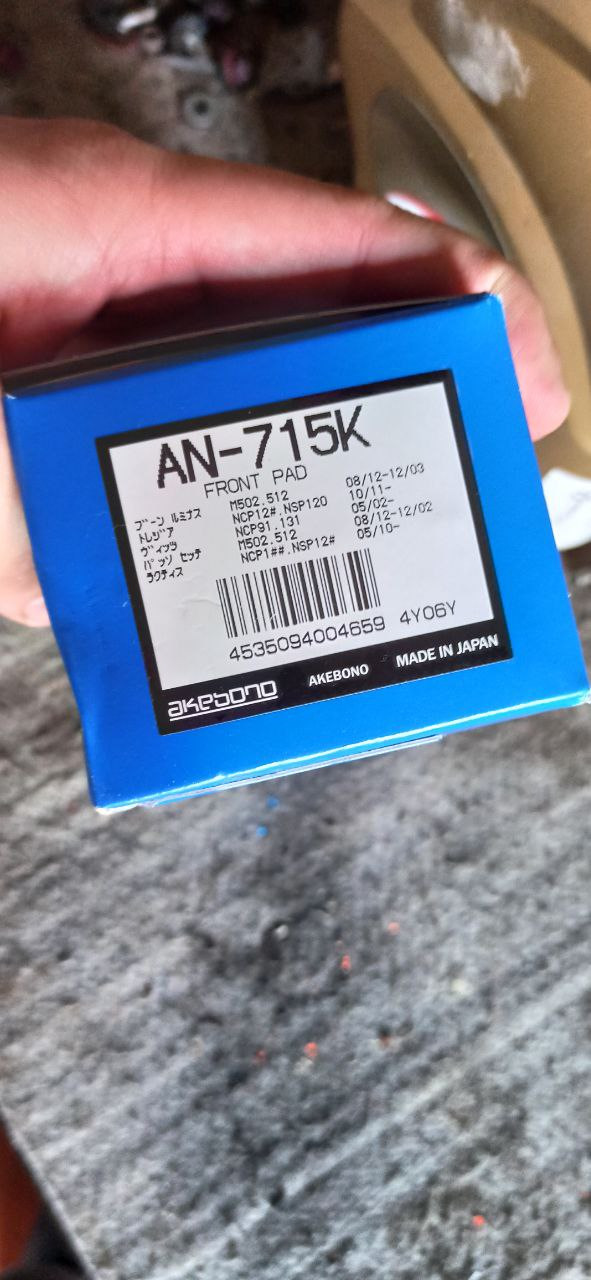 AN-715K
FRONT PAD
ブーン ルミナス M502.512 08/12-12/03
トレジア NCP12#.NSP120 10/11-
ヴィッツ NCP91.131 05/02-
パッソ セッテ M502.512 08/12-12/02
ラクティス NCP1##.NSP12# 05/10-
4535094004659 4Y06Y
akebono AKEBONO MADE IN JAPAN